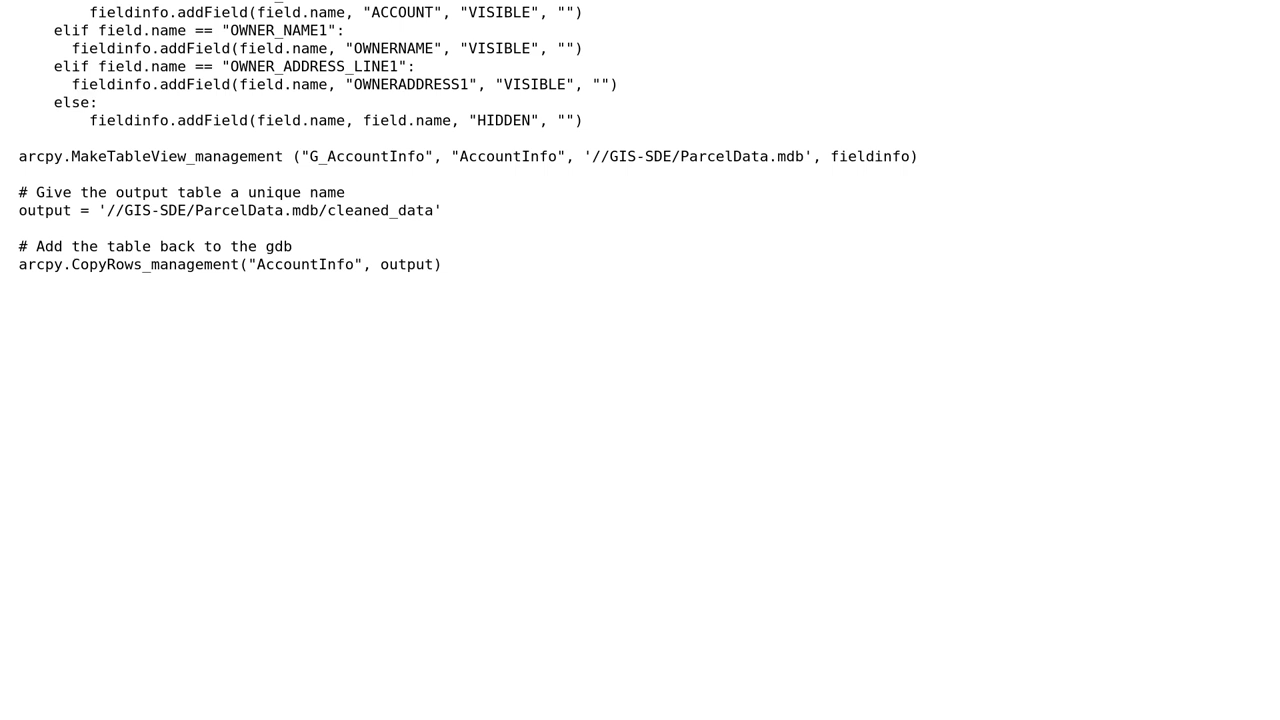 fieldinfo.addField(field.name, "ACCOUNT", "VISIBLE", "")
    elif field.name == "OWNER_NAME1":
      fieldinfo.addField(field.name, "OWNERNAME", "VISIBLE", "")
    elif field.name == "OWNER_ADDRESS_LINE1":
      fieldinfo.addField(field.name, "OWNERADDRESS1", "VISIBLE", "")
    else:
        fieldinfo.addField(field.name, field.name, "HIDDEN", "")

arcpy.MakeTableView_management ("G_AccountInfo", "AccountInfo", '//GIS-SDE/ParcelData.mdb', fieldinfo)

# Give the output table a unique name
output = '//GIS-SDE/ParcelData.mdb/cleaned_data'

# Add the table back to the gdb
arcpy.CopyRows_management("AccountInfo", output)